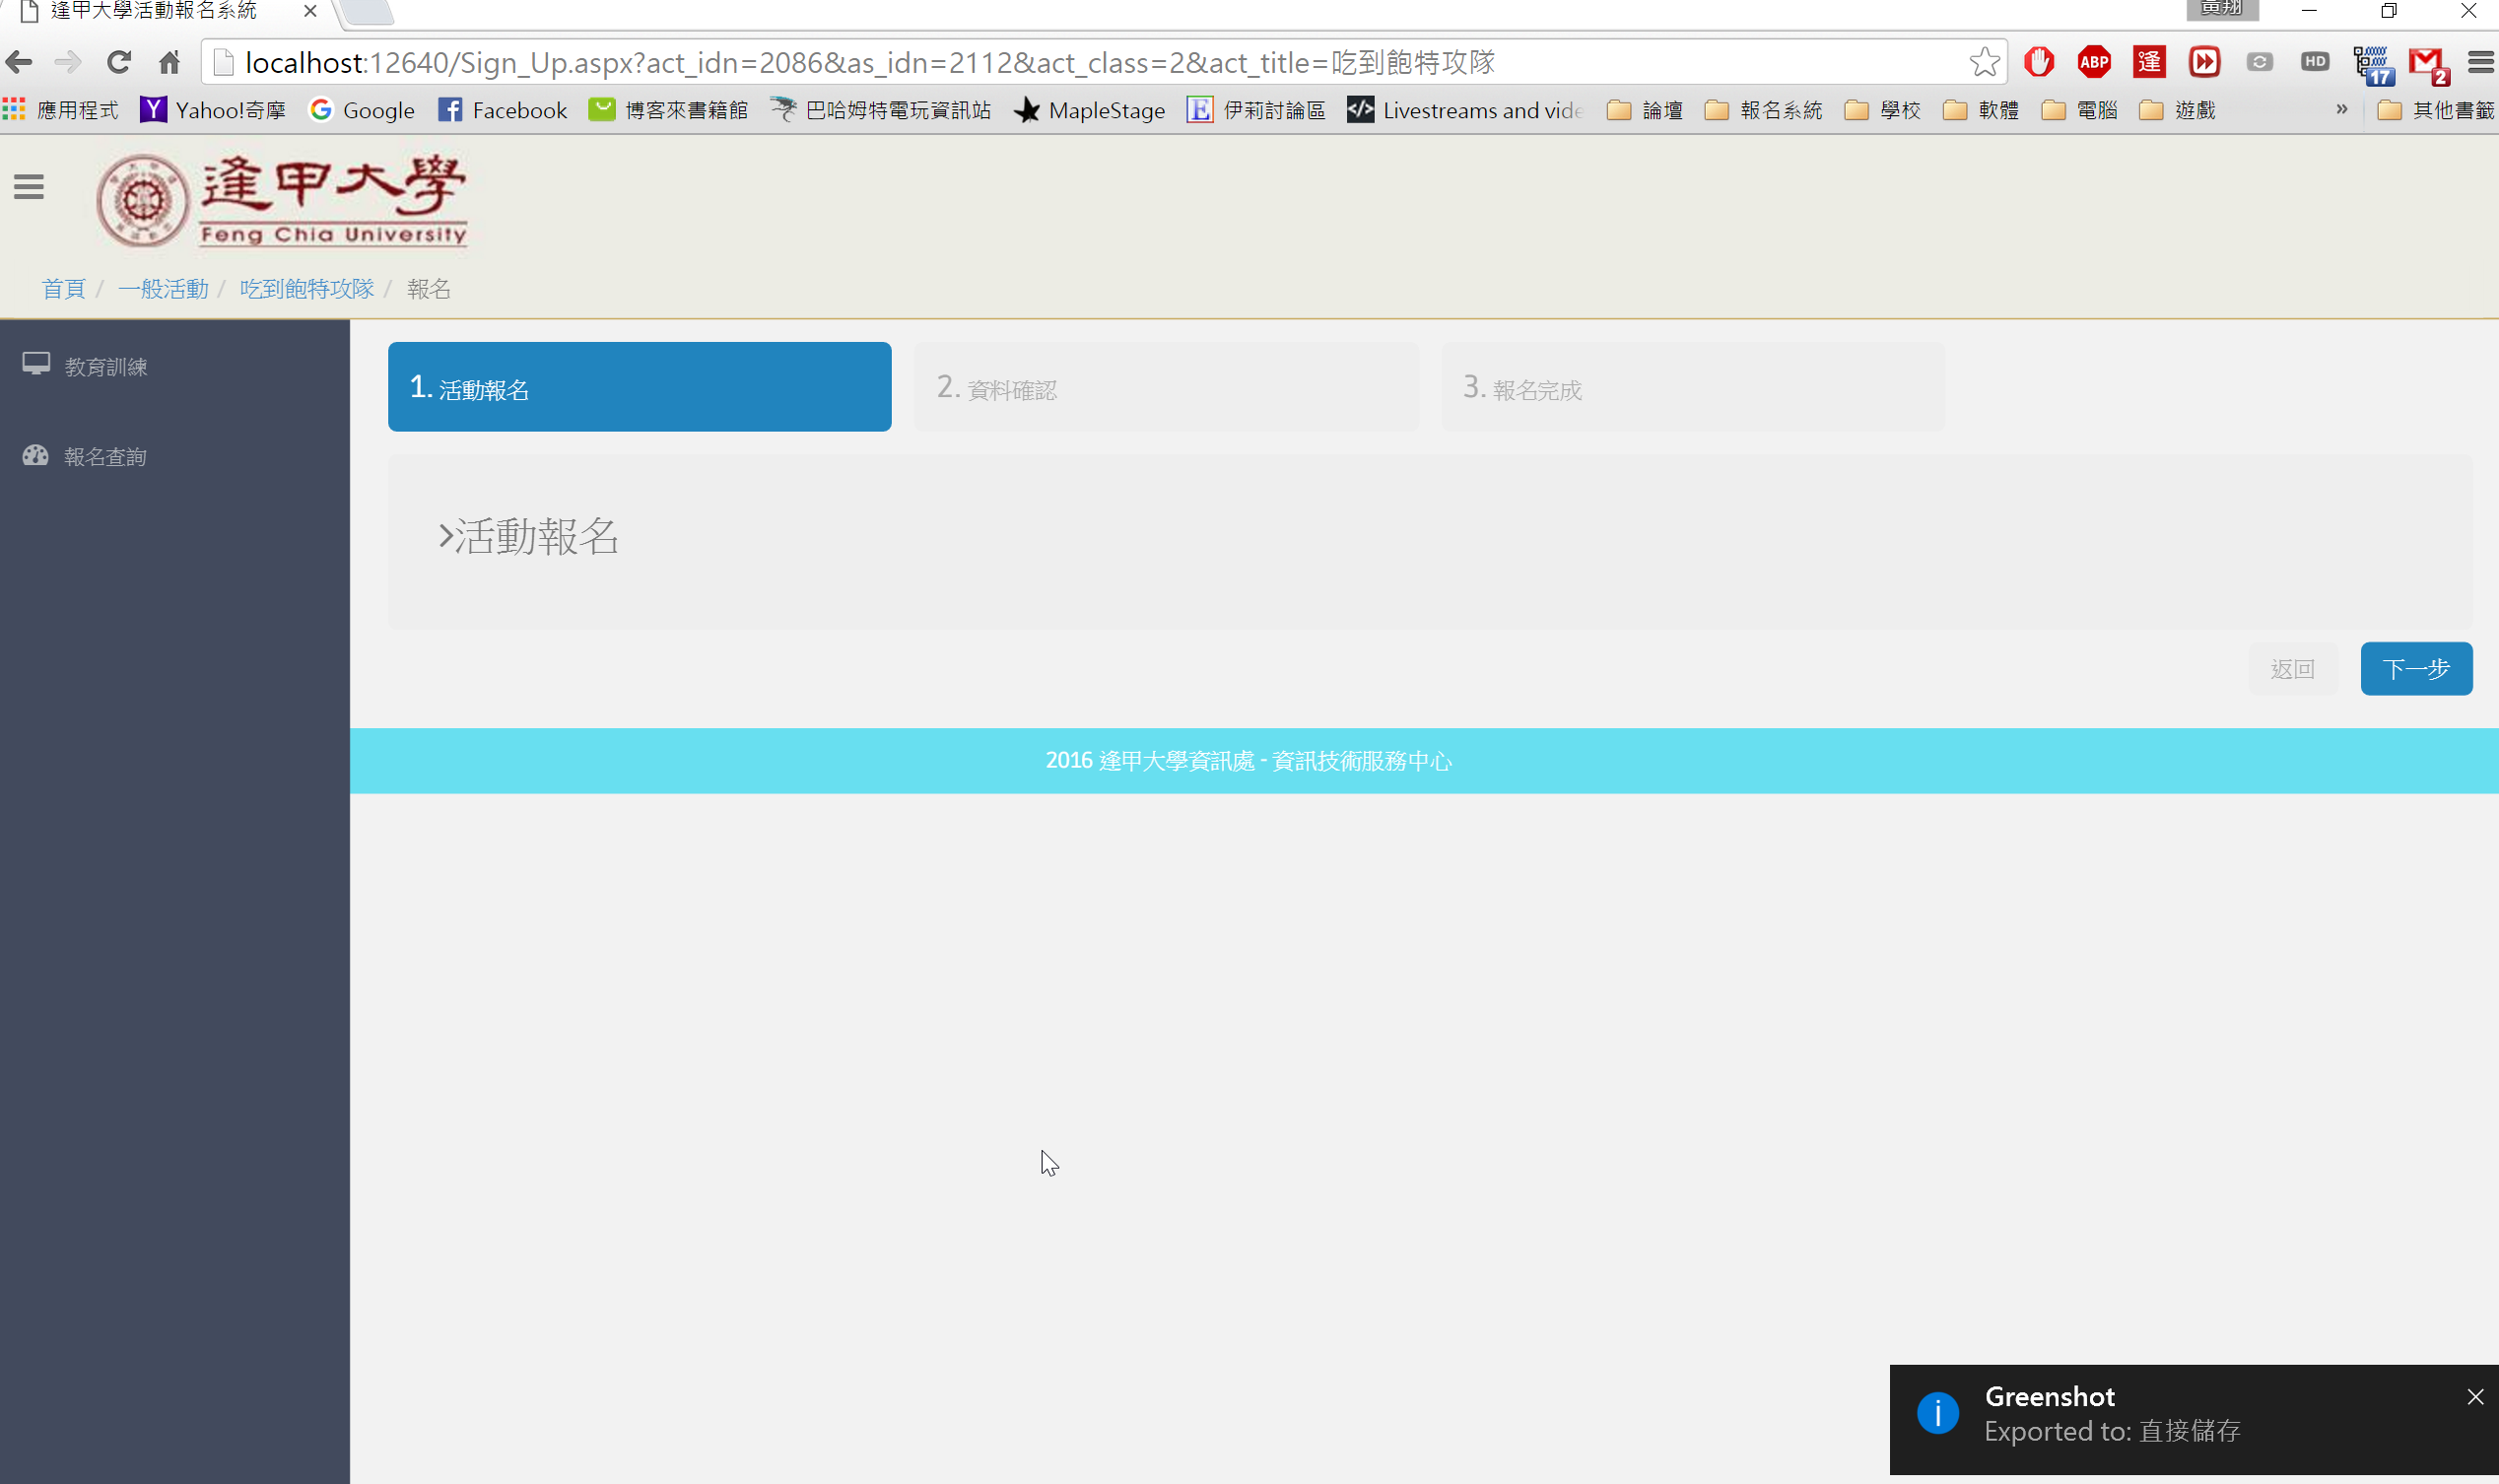 逢甲大學活動報名系統
黃翔
localhost:12640/Sign_Up.aspx?act_idn=2086&as_idn=2112&act_class=2&act_title=吃到飽特攻隊
ABP 逢 HD 17 2
應用程式 Yahoo!奇摩 Google Facebook 博客來書籍館 巴哈姆特電玩資訊站 MapleStage 伊莉討論區 Livestreams and vide 論壇 報名系統 學校 軟體 電腦 遊戲 » 其他書籤
逢甲大學
Feng Chia University
首頁 / 一般活動 / 吃到飽特攻隊 / 報名
教育訓練
報名查詢
1. 活動報名 2. 資料確認 3. 報名完成
活動報名
返回 下一步
2016 逢甲大學資訊處 - 資訊技術服務中心
Greenshot
Exported to: 直接儲存